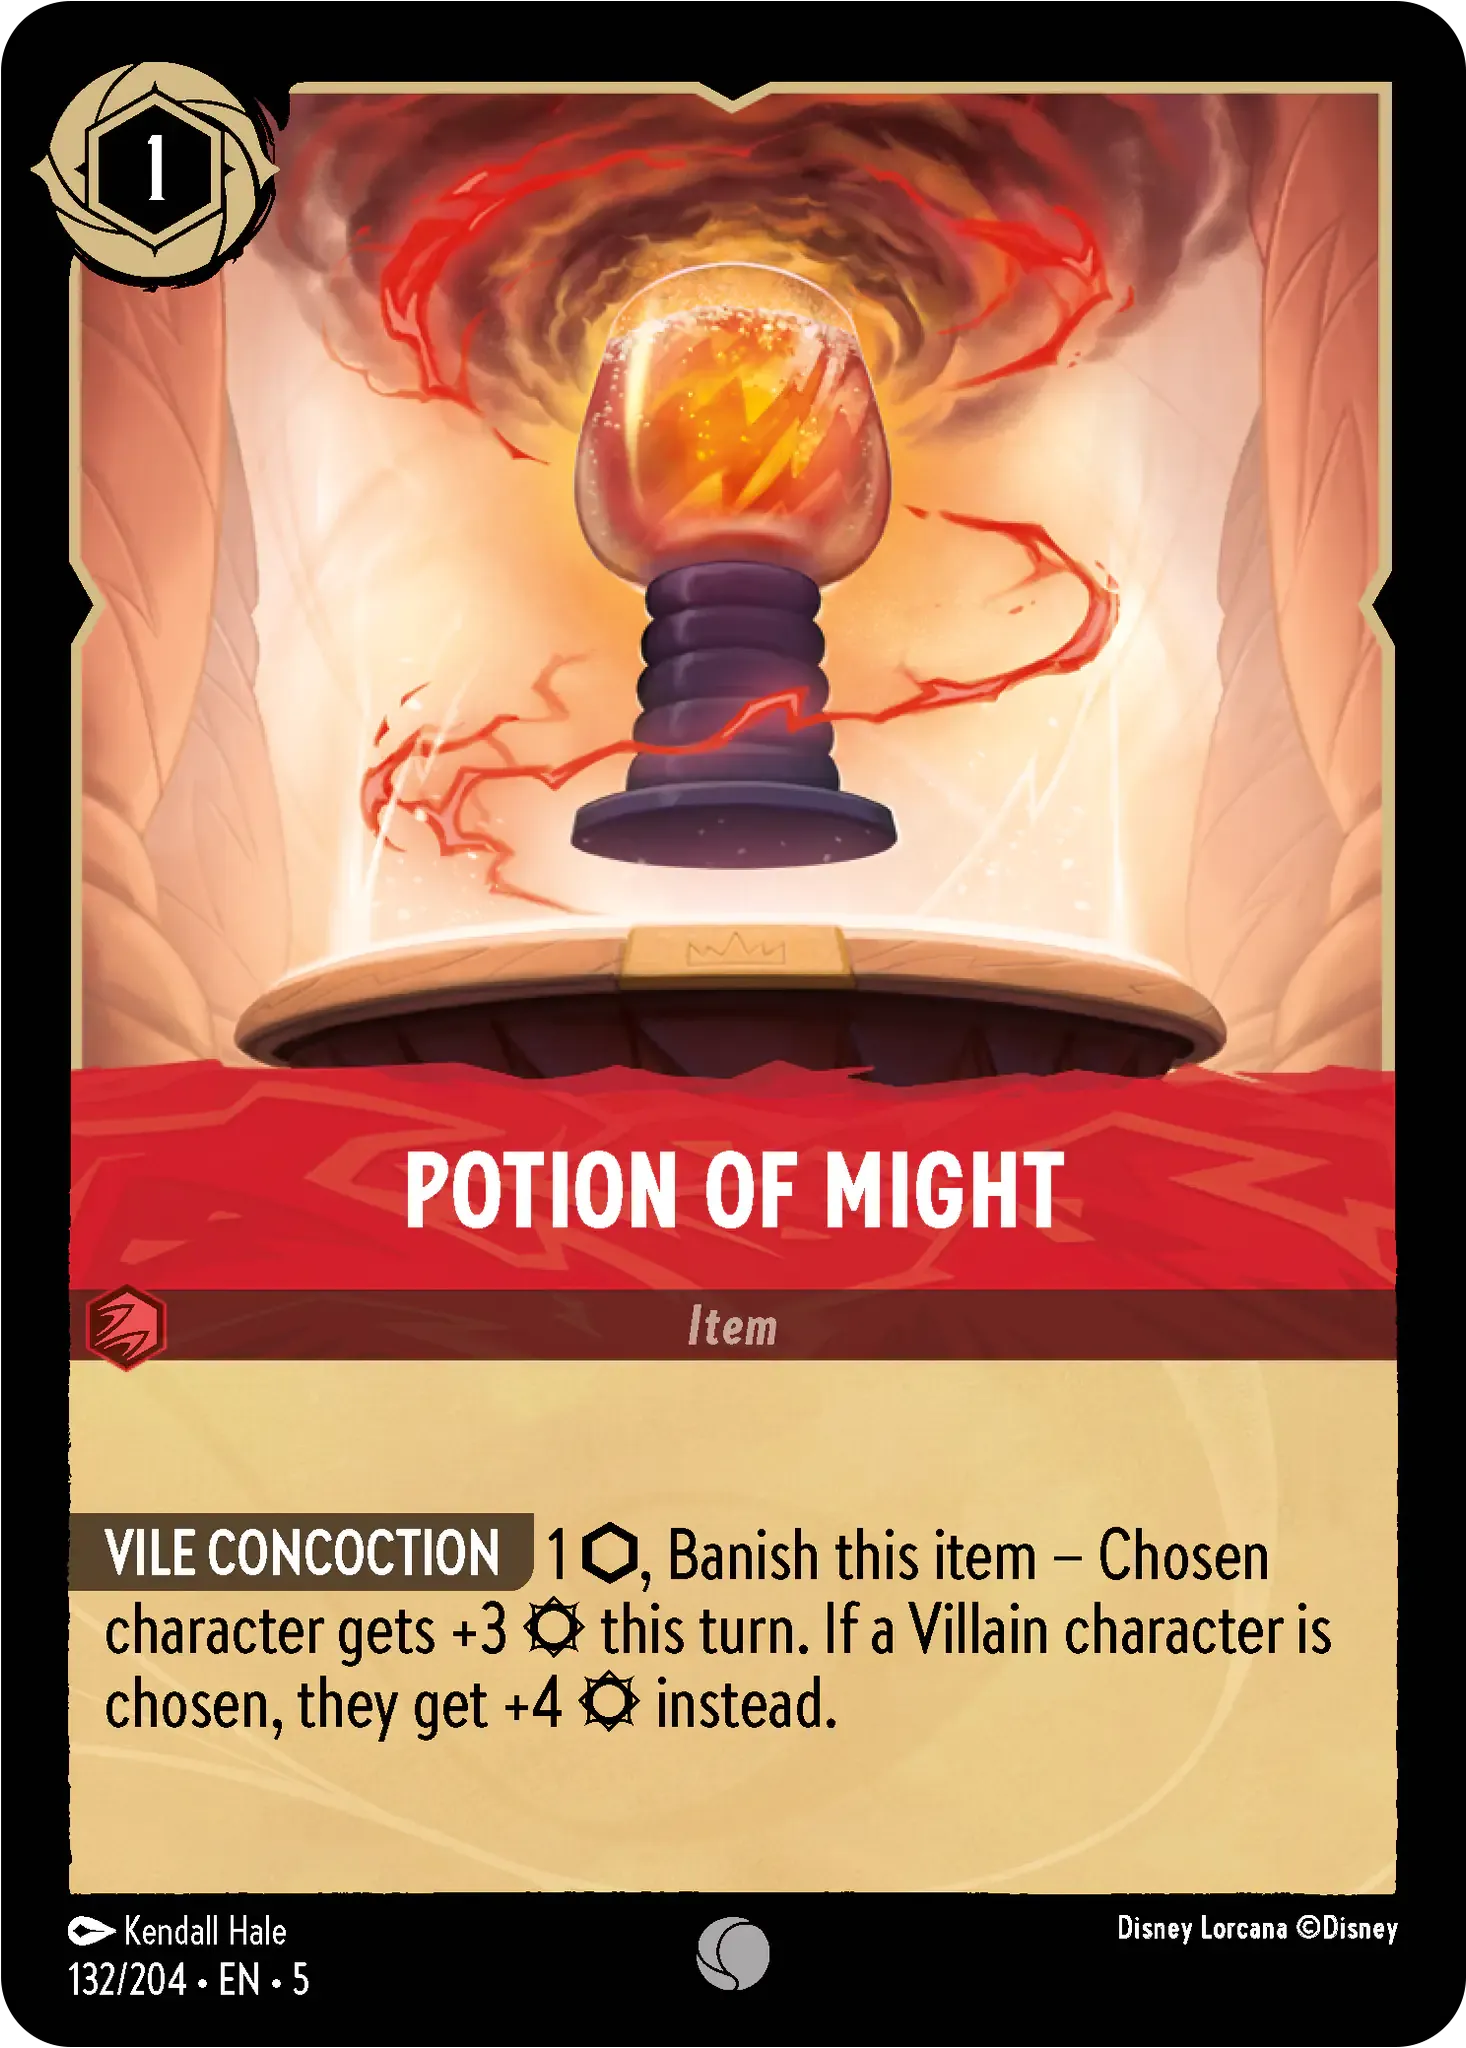 1
POTION OF MIGHT
Item
VILE CONCOCTION 1 ⬡, Banish this item – Chosen
character gets +3 ¤ this turn. If a Villain character is
chosen, they get +4 ¤ instead.
Kendall Hale
Disney Lorcana ©Disney
132/204 • EN • 5